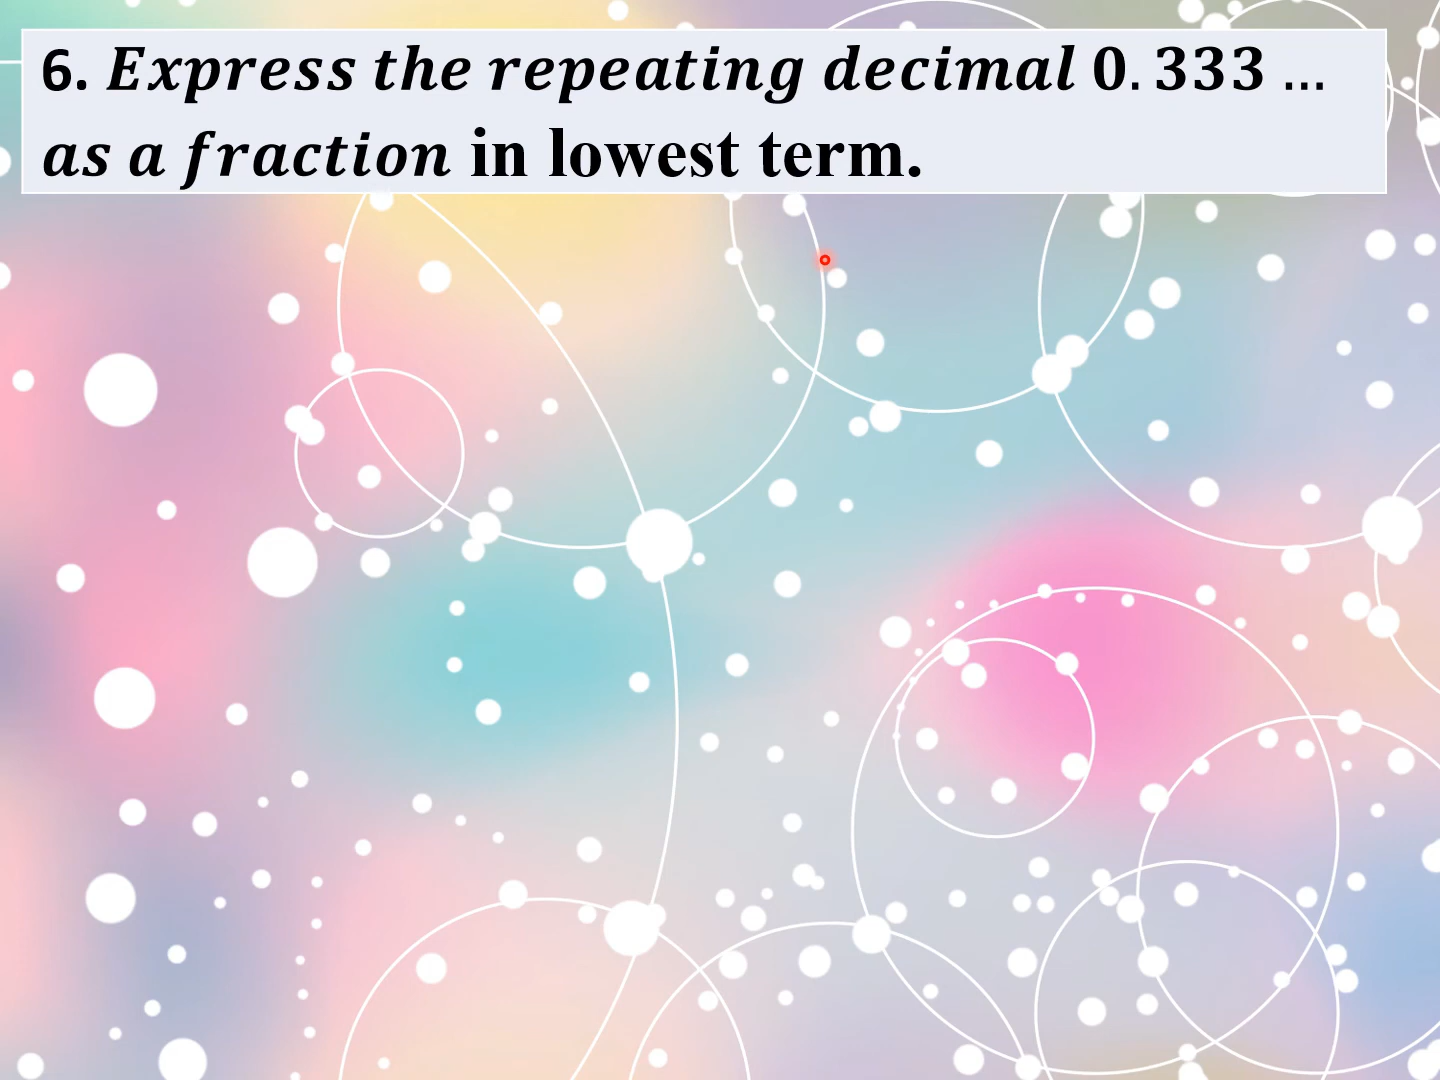 6. Express the repeating decimal 0.333 ...
as a fraction in lowest term.